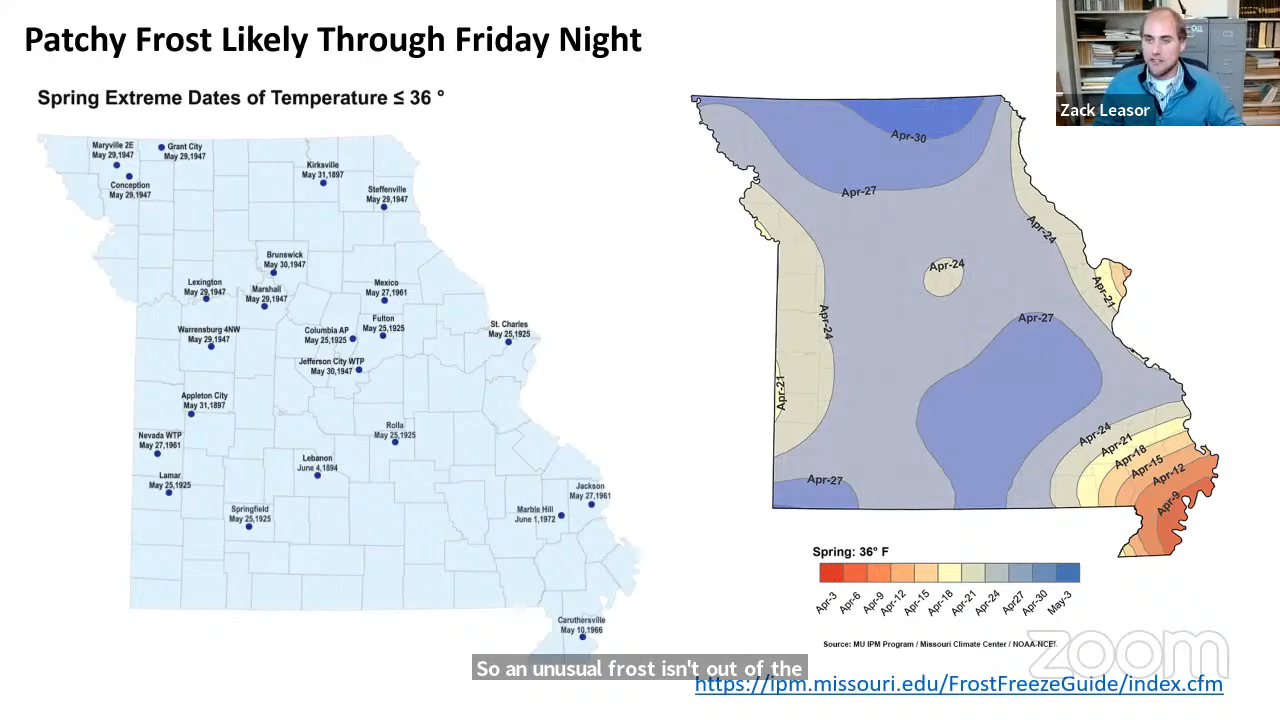 Patchy Frost Likely Through Friday Night
Zack Leasor
Spring Extreme Dates of Temperature ≤ 36 °
Maryville 2E
May 29,1947
Grant City
May 29,1947
Conception
May 29,1947
Kirksville
May 31,1897
Steffenville
May 29,1947
Brunswick
May 30,1947
Lexington
May 29,1947
Marshall
May 29,1947
Mexico
May 27,1961
Warrensburg 4NW
May 29,1947
Columbia AP
May 25,1925
Fulton
May 25,1925
St. Charles
May 25,1925
Jefferson City WTP
May 30,1947
Appleton City
May 31,1897
Nevada WTP
May 27,1961
Rolla
May 25,1925
Lamar
May 25,1925
Lebanon
June 4,1894
Springfield
May 25,1925
Marble Hill
June 1,1972
Jackson
May 27,1961
Caruthersville
May 10,1966
Apr-30
Apr-27
Apr-24
Apr-24
Apr-21
Apr-27
Apr-24
Apr-21
Apr-27
Apr-24
Apr-21
Apr-18
Apr-15
Apr-12
Apr-9
Spring: 36° F
Apr-3
Apr-6
Apr-9
Apr-12
Apr-15
Apr-18
Apr-21
Apr-24
Apr27
Apr-30
May-3
Source: MU IPM Program / Missouri Climate Center / NOAA-NCEI
zoom
So an unusual frost isn't out of the
https://ipm.missouri.edu/FrostFreezeGuide/index.cfm